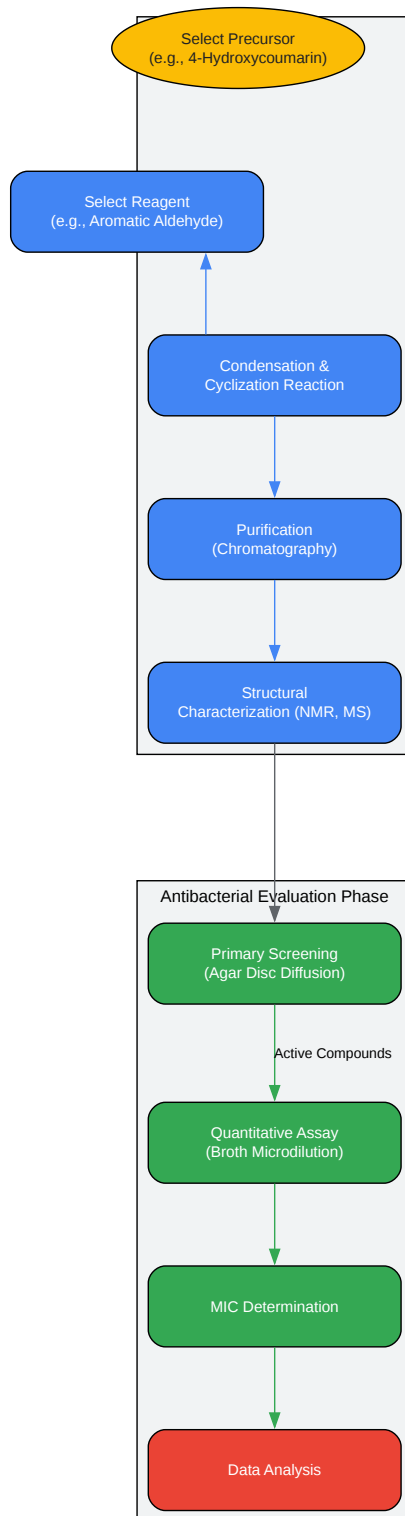 Select Precursor
(e.g., 4-Hydroxycoumarin)
Select Reagent
(e.g., Aromatic Aldehyde)
Condensation &
Cyclization Reaction
Purification
(Chromatography)
Structural
Characterization (NMR, MS)
Antibacterial Evaluation Phase
Primary Screening
(Agar Disc Diffusion)
Active Compounds
Quantitative Assay
(Broth Microdilution)
MIC Determination
Data Analysis